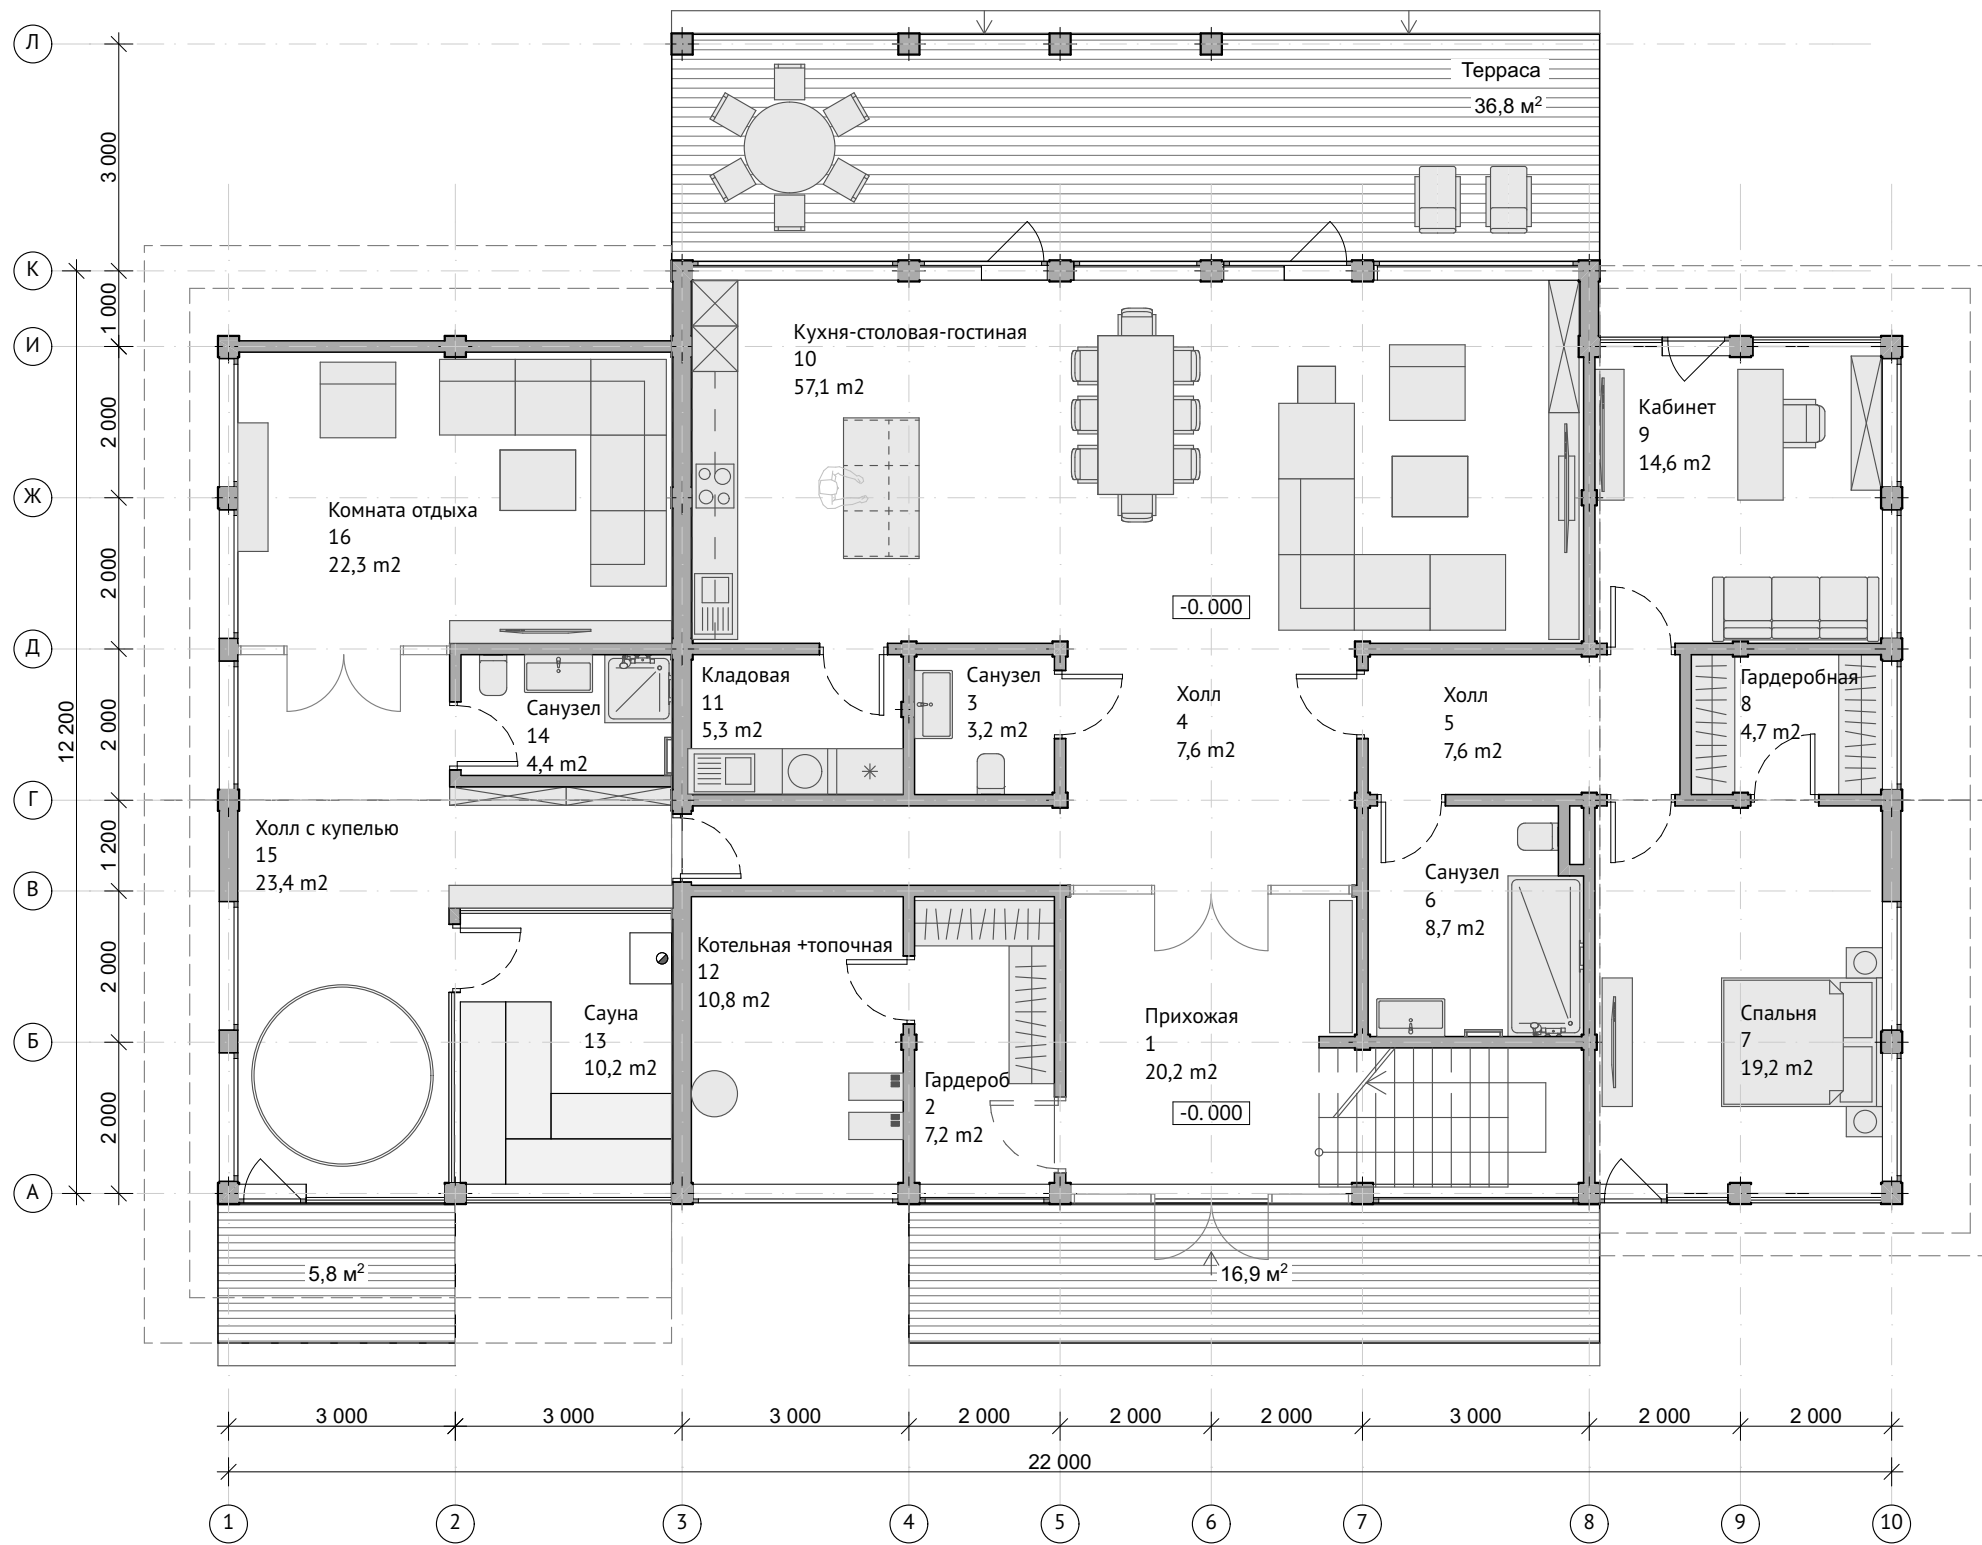 Л
Терраса
36,8 м²
3 000
К
1 000
И
Кухня-столовая-гостиная
10
57,1 m2
Кабинет
9
14,6 m2
2 000
Ж
Комната отдыха
16
22,3 m2
2 000
-0.000
Д
Кладовая
11
5,3 m2
Санузел
3
3,2 m2
Холл
4
7,6 m2
Холл
5
7,6 m2
Гардеробная
8
4,7 m2
Санузел
14
4,4 m2
2 000
12 200
Г
Холл с купелью
15
23,4 m2
1 200
В
Санузел
6
8,7 m2
Котельная +топочная
12
10,8 m2
2 000
Сауна
13
10,2 m2
Прихожая
1
20,2 m2
Спальня
7
19,2 m2
Б
Гардероб
2
7,2 m2
-0.000
2 000
А
5,8 м²
16,9 м²
3 000
3 000
3 000
2 000
2 000
2 000
3 000
2 000
2 000
22 000
1
2
3
4
5
6
7
8
9
10